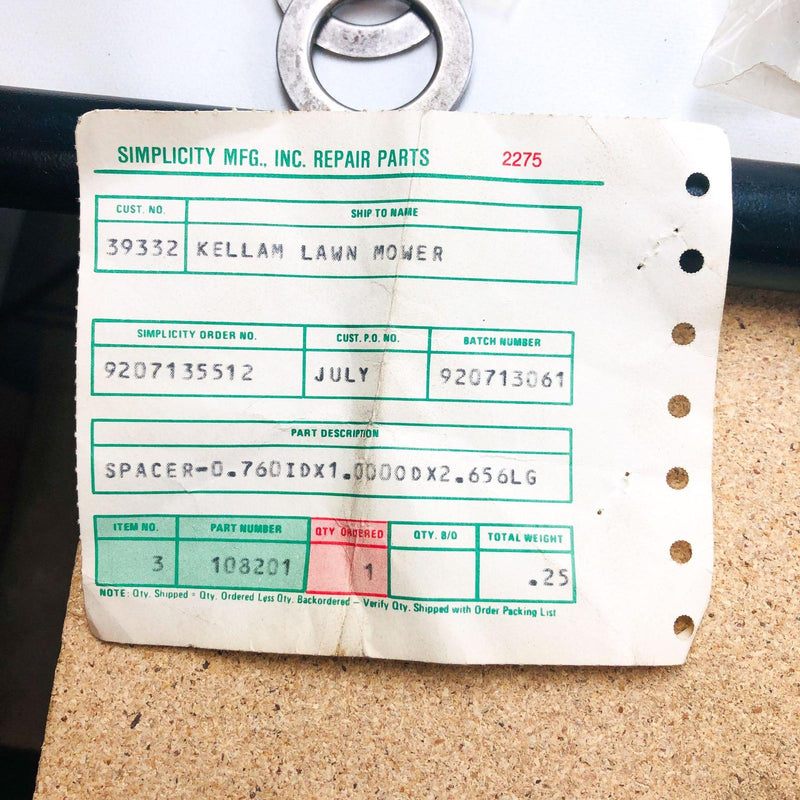 SIMPLICITY MFG., INC. REPAIR PARTS 2275
CUST. NO. SHIP TO NAME
39332 KELLAM LAWN MOWER
SIMPLICITY ORDER NO. CUST. P.O. NO. BATCH NUMBER
9207135512 JULY 920713061
PART DESCRIPTION
SPACER-0.760IDX1.0000DX2.656LG
ITEM NO. PART NUMBER QTY ORDERED QTY. B/O TOTAL WEIGHT
3 108201 1 .25
NOTE: Qty. Shipped = Qty. Ordered Less Qty. Backordered – Verify Qty. Shipped with Order Packing List